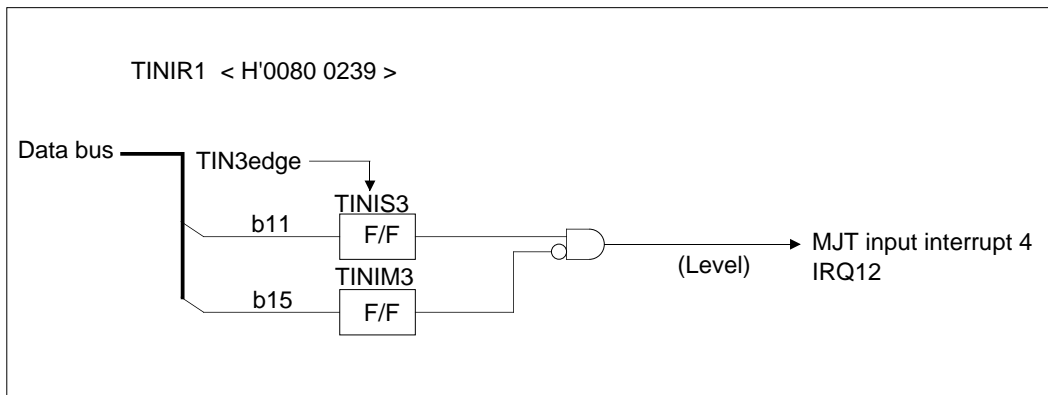 TINIR1 < H'0080 0239 >
Data bus
TIN3edge
TINIS3
b11
F/F
TINIM3
b15
F/F
(Level)
MJT input interrupt 4
IRQ12